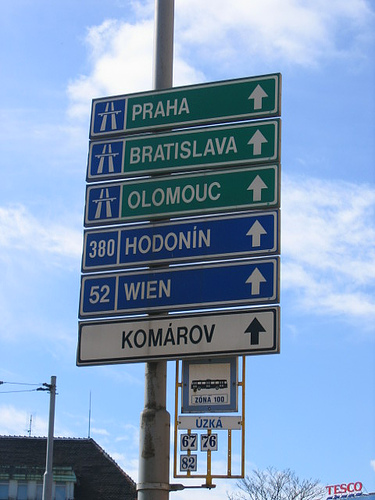 PRAHA
BRATISLAVA
OLOMOUC
380 HODONÍN
52 WIEN
KOMÁROV
ZÓNA 100
ÚZKÁ
67 76
82
TESCO